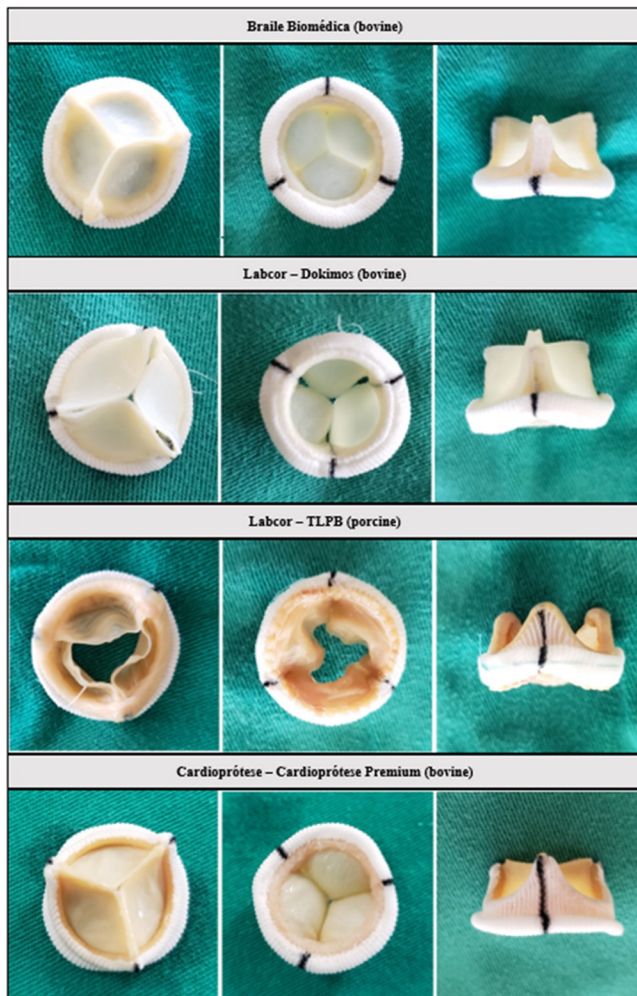 Braile Biomédica (bovine)
Labcor – Dokimos (bovine)
Labcor – TLPB (porcine)
Cardioprótese – Cardioprótese Premium (bovine)